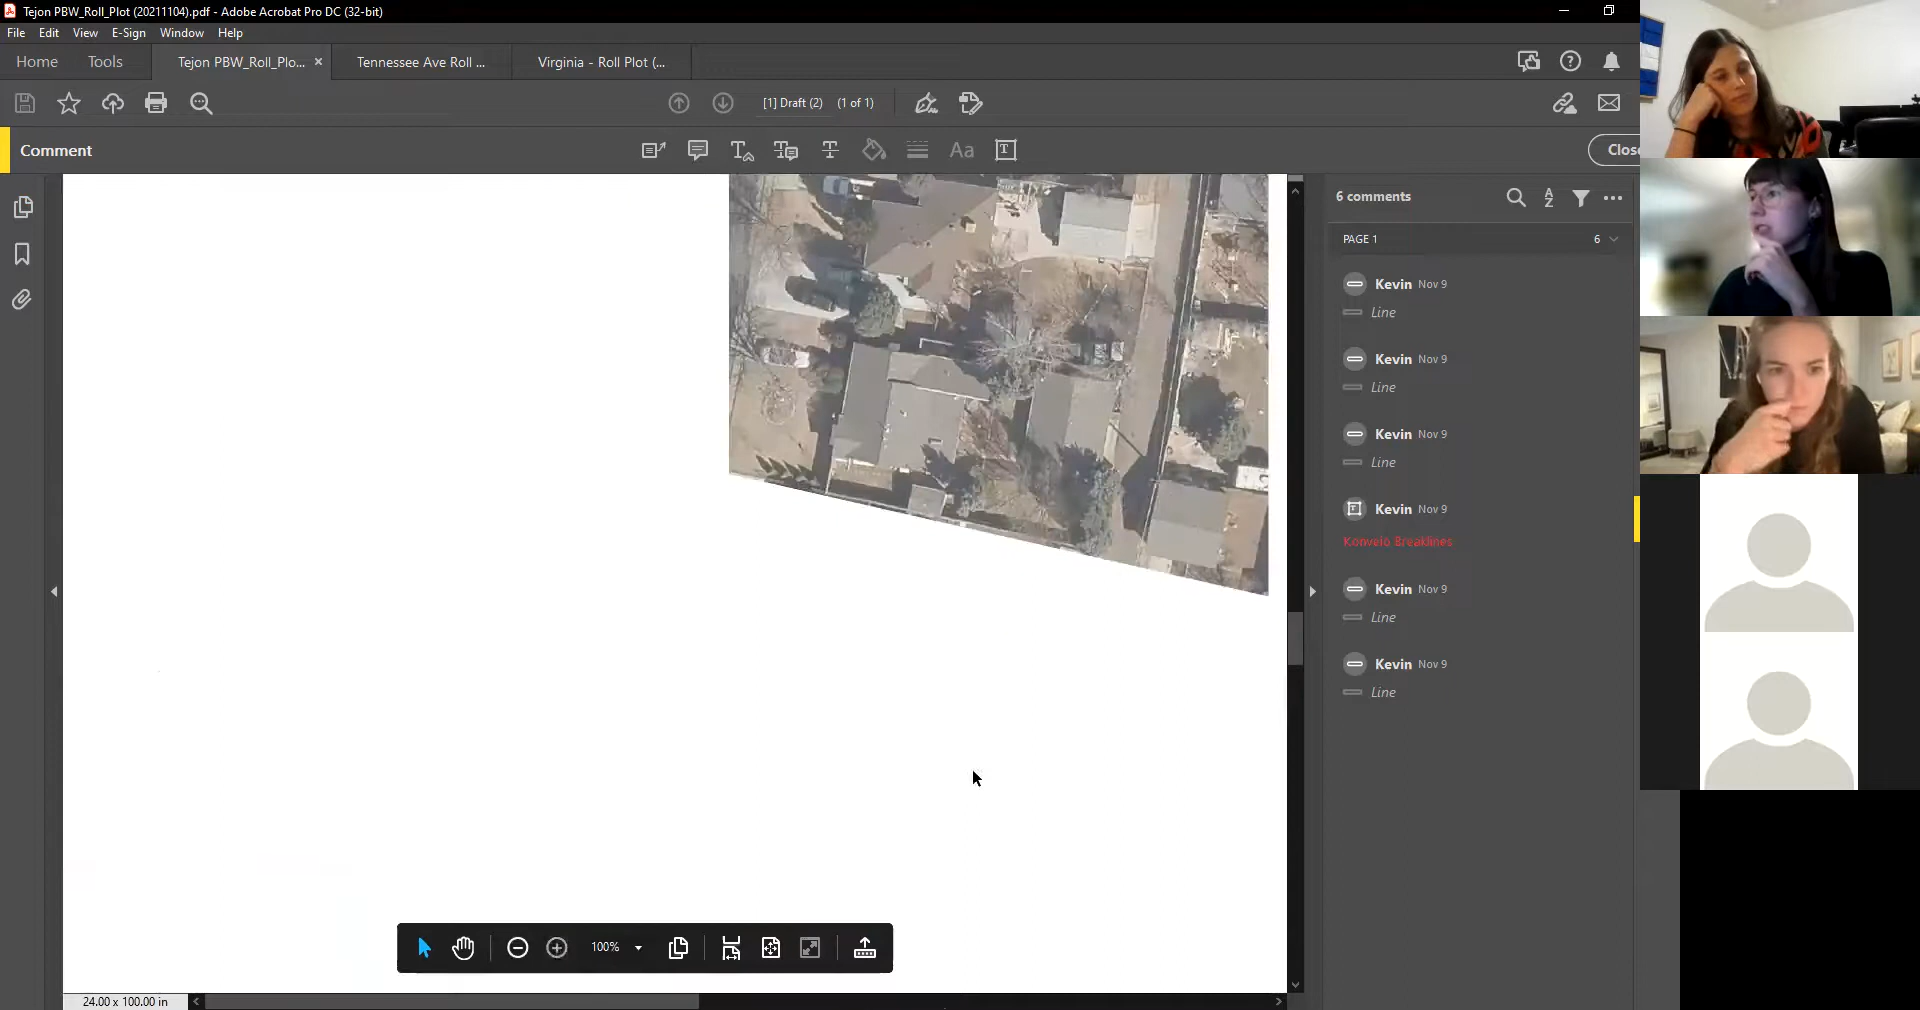 Tejon PBW_Roll_Plot (20211104).pdf - Adobe Acrobat Pro DC (32-bit)
File Edit View E-Sign Window Help
Home Tools Tejon PBW_Roll_Plo... × Tennessee Ave Roll ... Virginia - Roll Plot (...
[1] Draft (2) (1 of 1)
Comment
Aa
Clos
6 comments
PAGE 1 6
Kevin Nov 9
Line
Kevin Nov 9
Line
Kevin Nov 9
Line
Kevin Nov 9
Konvelo Breaklines
Kevin Nov 9
Line
Kevin Nov 9
Line
100%
24.00 x 100.00 in